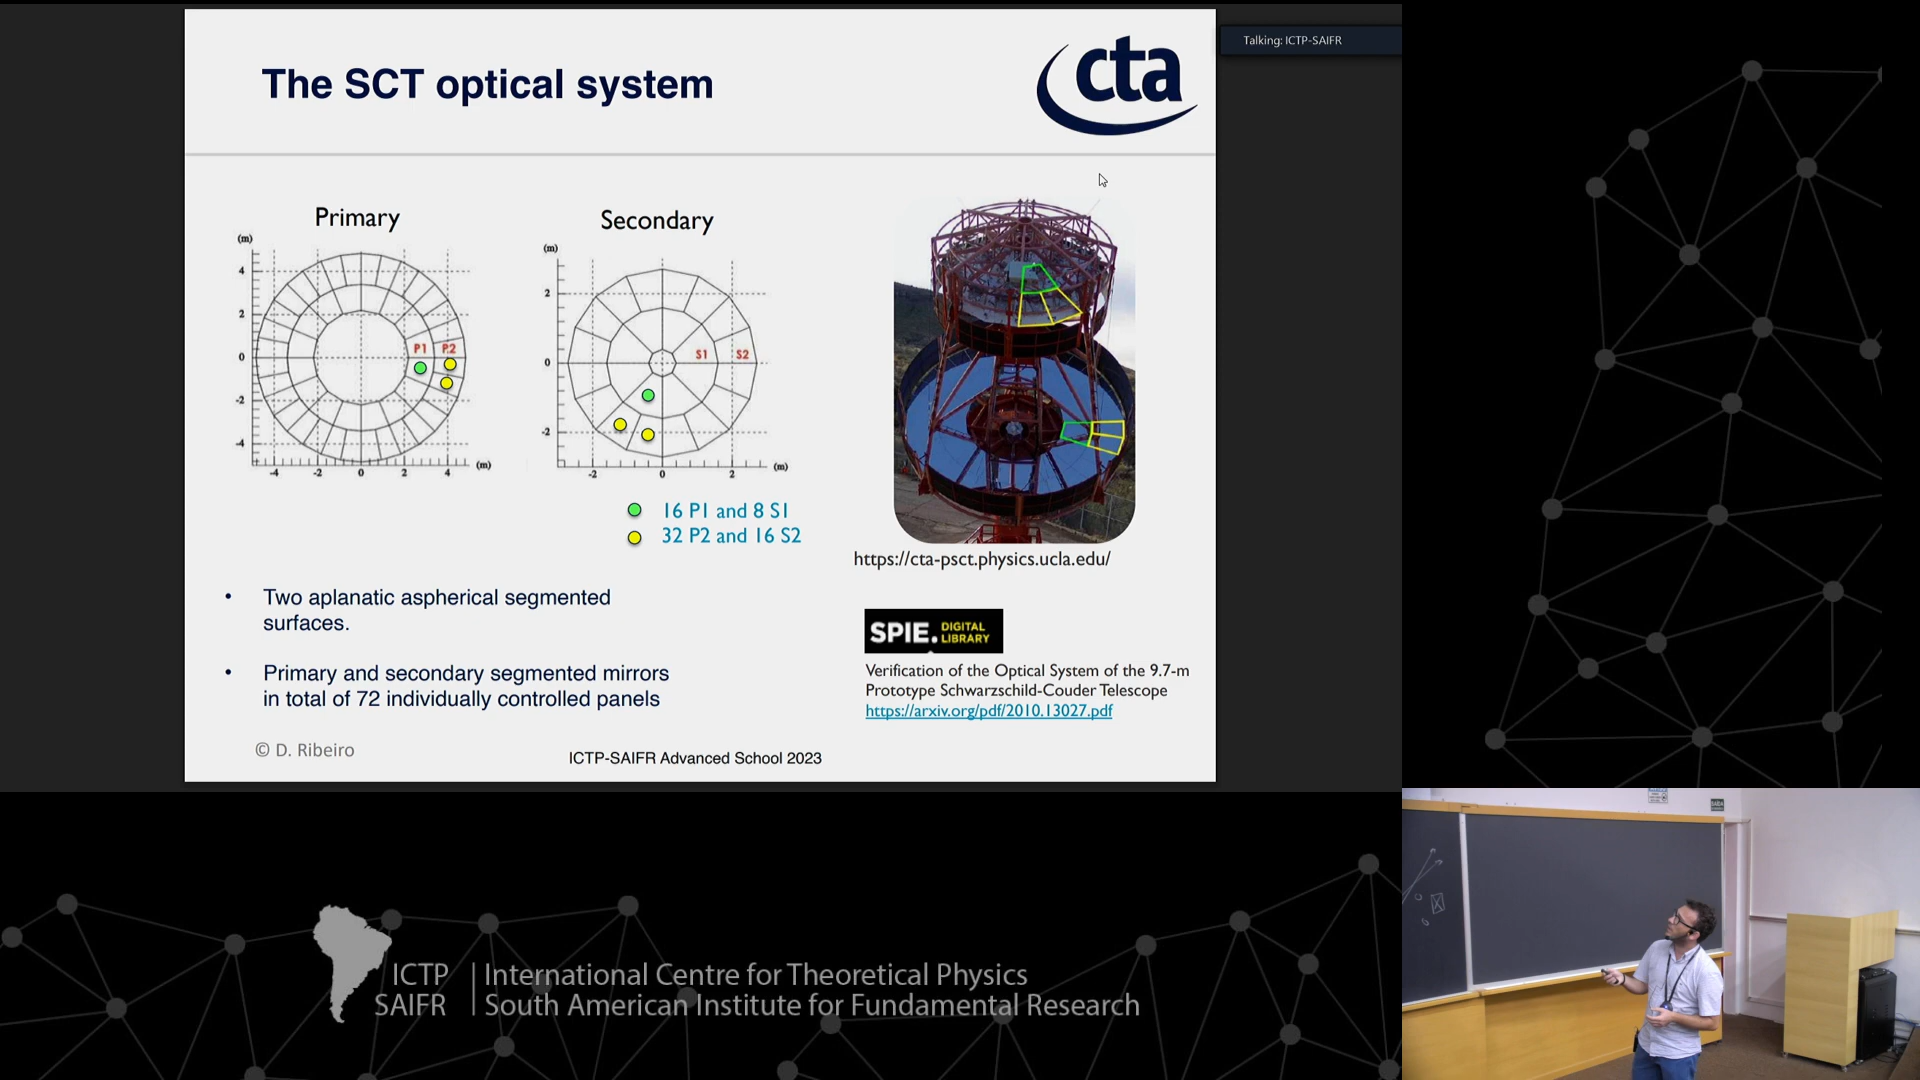 Talking: ICTP-SAIFR
The SCT optical system
cta
Primary
Secondary
(m)
4
2
0
-2
-4
P1 P2
-4 -2 0 2 4 (m)
(m)
2
0
-2
S1 S2
-2 0 2 (m)
16 P1 and 8 S1
32 P2 and 16 S2
https://cta-psct.physics.ucla.edu/
• Two aplanatic aspherical segmented
surfaces.
• Primary and secondary segmented mirrors
in total of 72 individually controlled panels
SPIE. DIGITAL
LIBRARY
Verification of the Optical System of the 9.7-m
Prototype Schwarzschild-Couder Telescope
https://arxiv.org/pdf/2010.13027.pdf
© D. Ribeiro
ICTP-SAIFR Advanced School 2023
ICTP | International Centre for Theoretical Physics
SAIFR | South American Institute for Fundamental Research